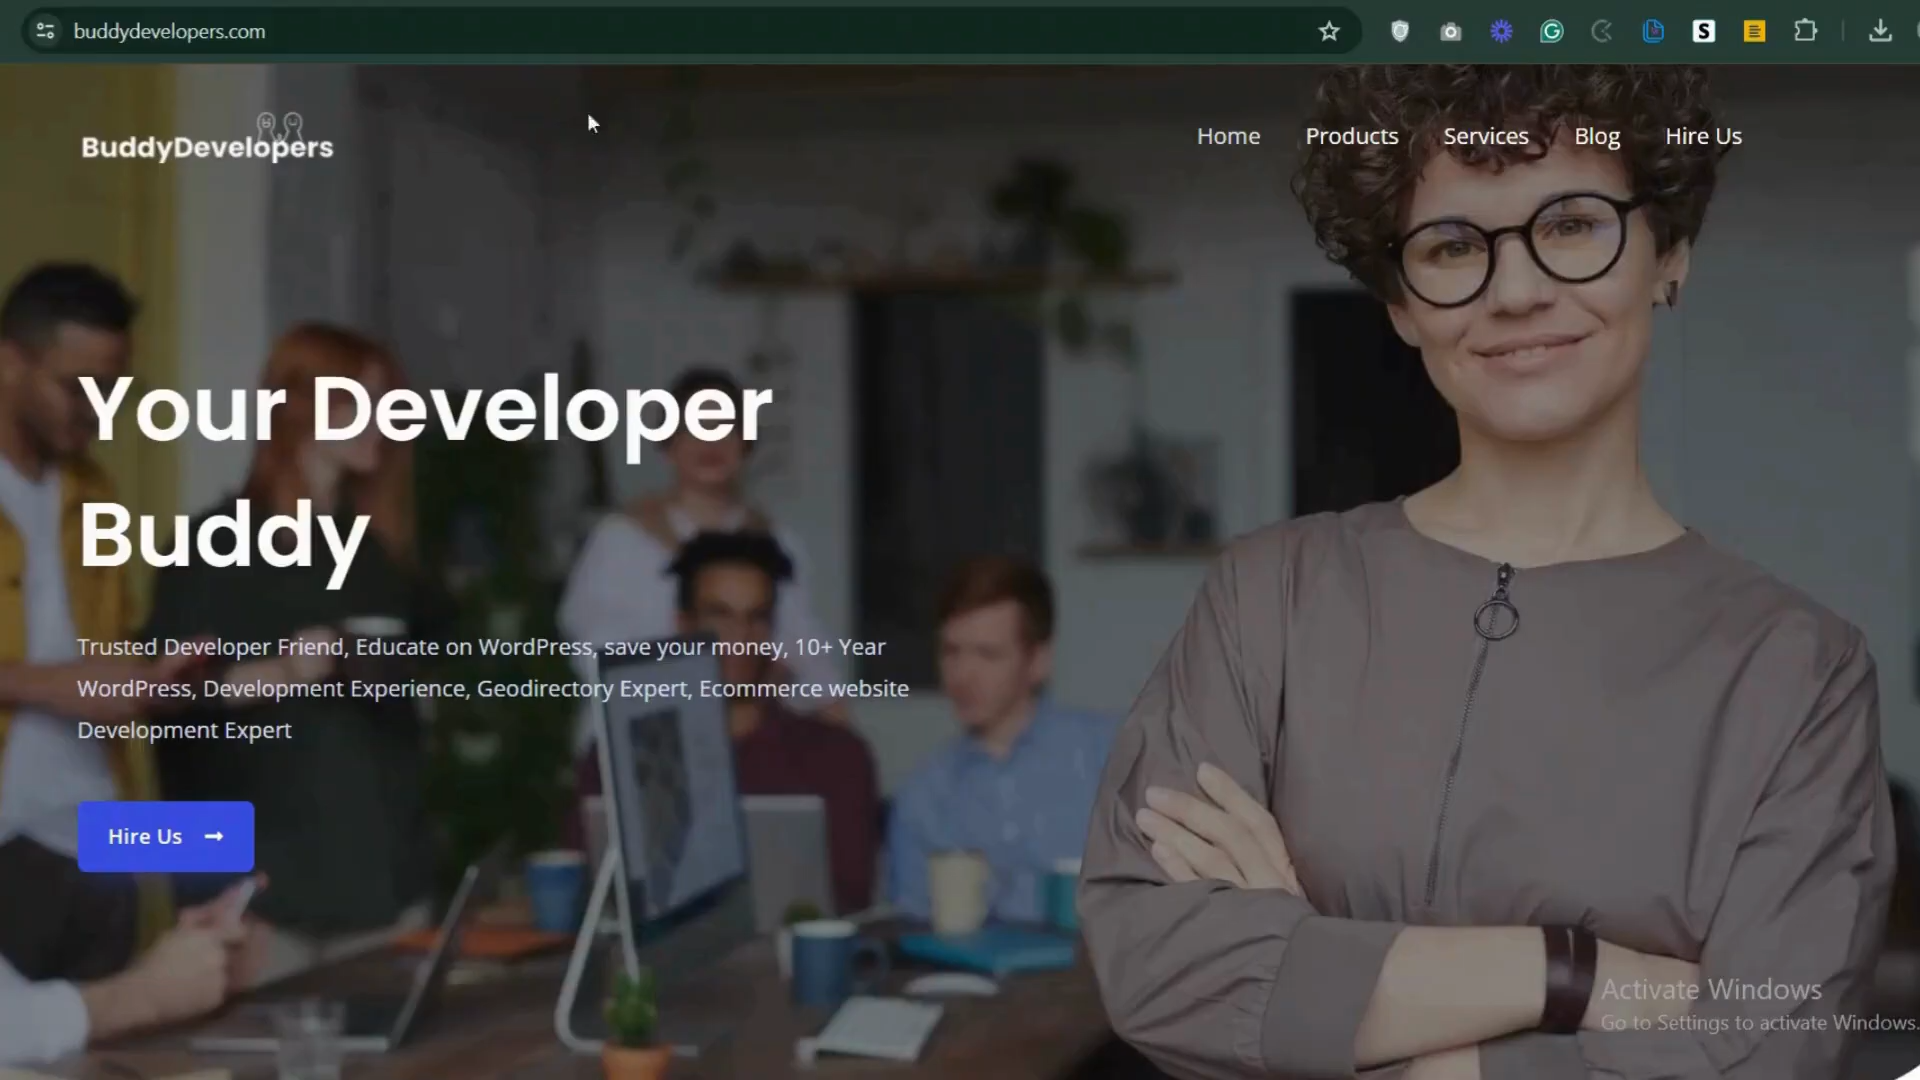 buddydevelopers.com
BuddyDevelopers
Home Products Services Blog Hire Us
Your Developer
Buddy
Trusted Developer Friend, Educate on WordPress, save your money, 10+ Year
WordPress, Development Experience, Geodirectory Expert, Ecommerce website
Development Expert
Hire Us
Activate Windows
Go to Settings to activate Windows.